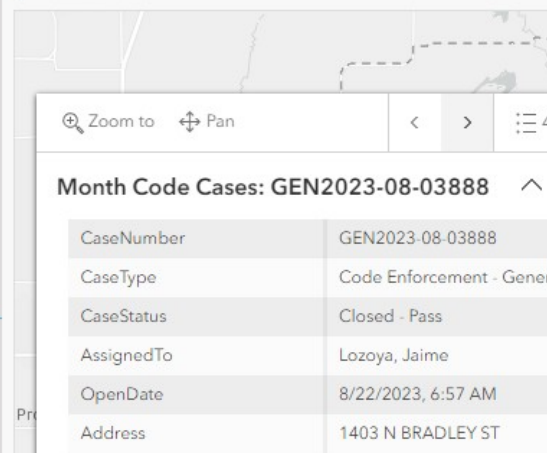 Zoom to Pan
Month Code Cases: GEN2023-08-03888
CaseNumber GEN2023-08-03888
CaseType Code Enforcement - Gener
CaseStatus Closed - Pass
AssignedTo Lozoya, Jaime
OpenDate 8/22/2023, 6:57 AM
Address 1403 N BRADLEY ST